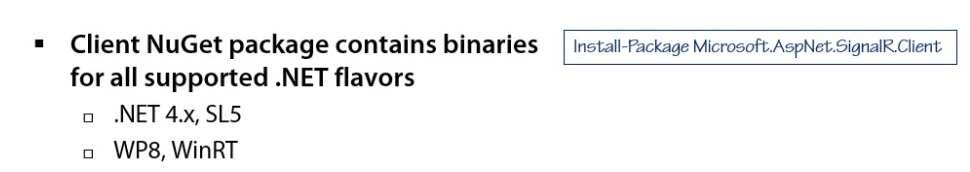 ▪ Client NuGet package contains binaries
for all supported .NET flavors
▫ .NET 4.x, SL5
▫ WP8, WinRT
Install-Package Microsoft.AspNet.SignalR.Client